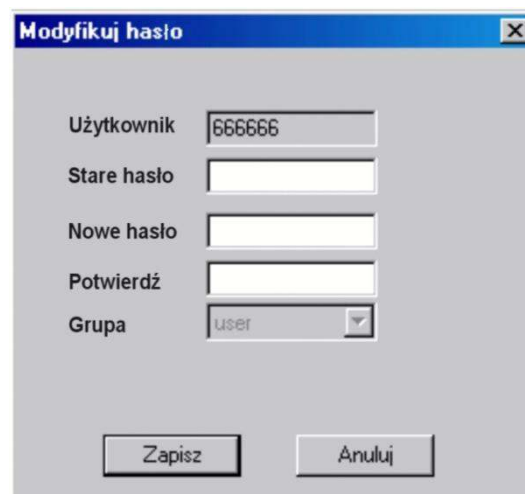 Modyfikuj hasło
Użytkownik 666666
Stare hasło
Nowe hasło
Potwierdź
Grupa user
Zapisz Anuluj